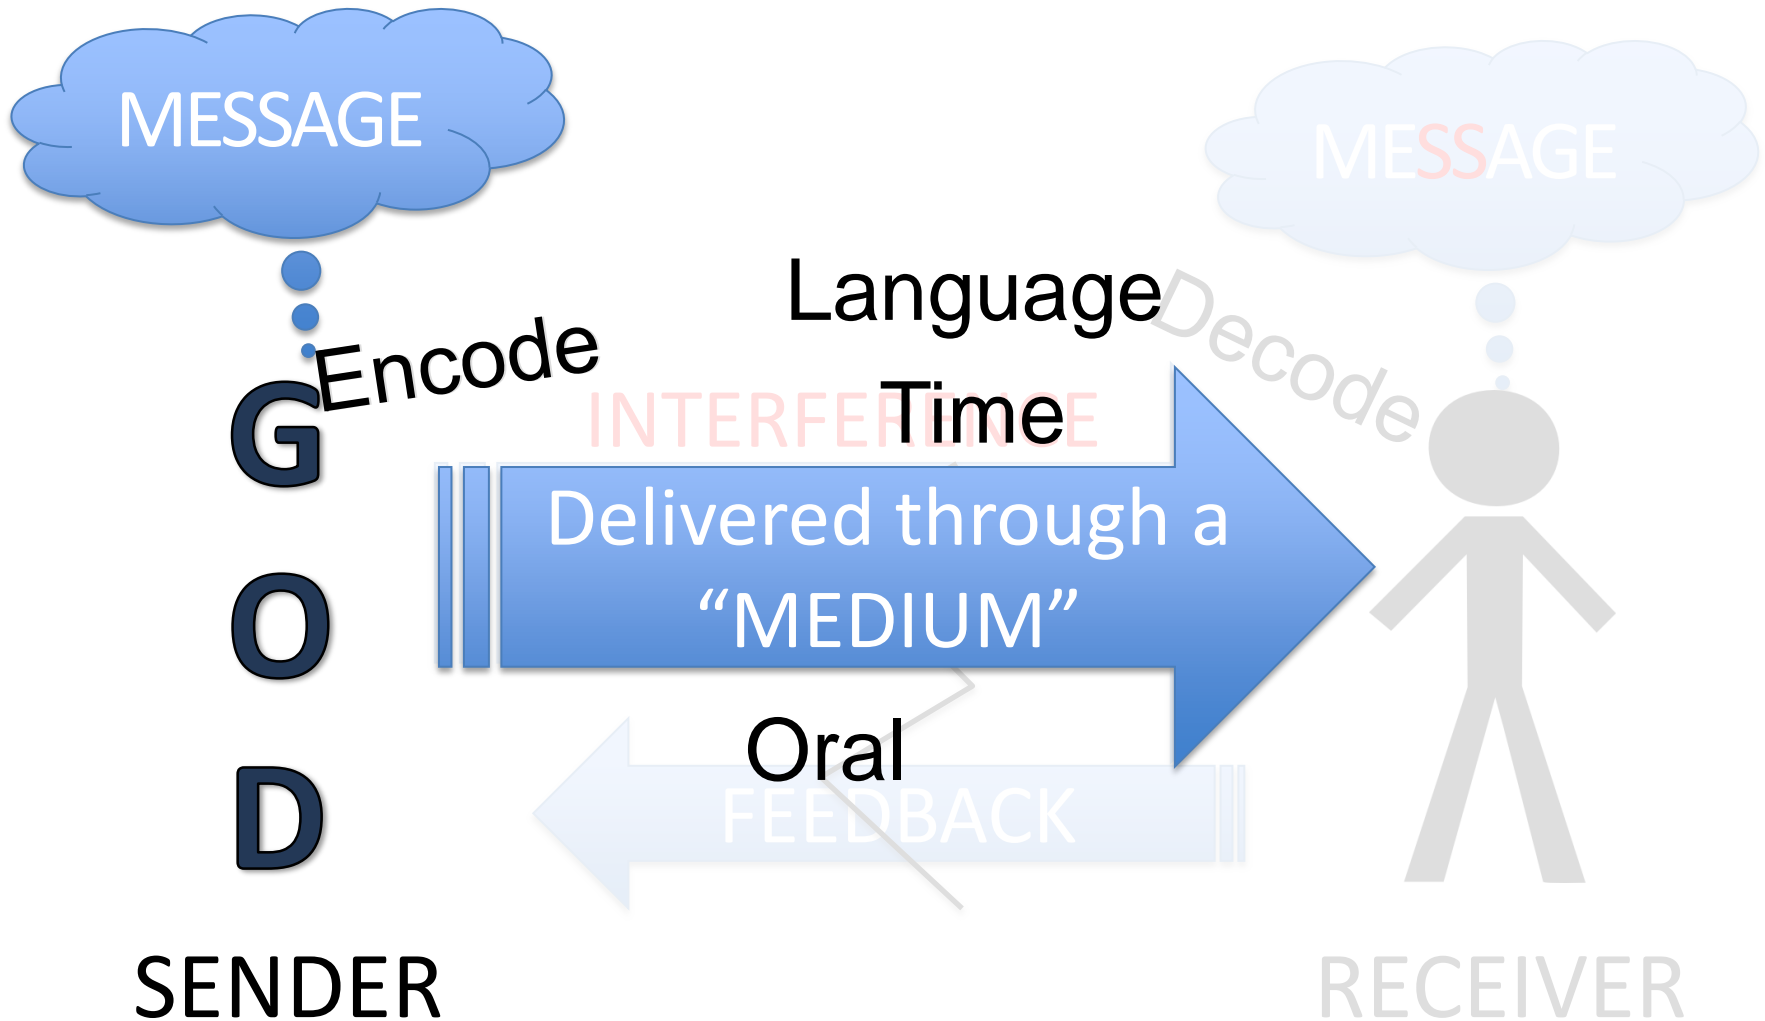 MESSAGE
MESSAGE
Language
Decode
Encode
Time
INTERFERENCE
G
O
D
Delivered through a
“MEDIUM”
Oral
FEEDBACK
SENDER
RECEIVER